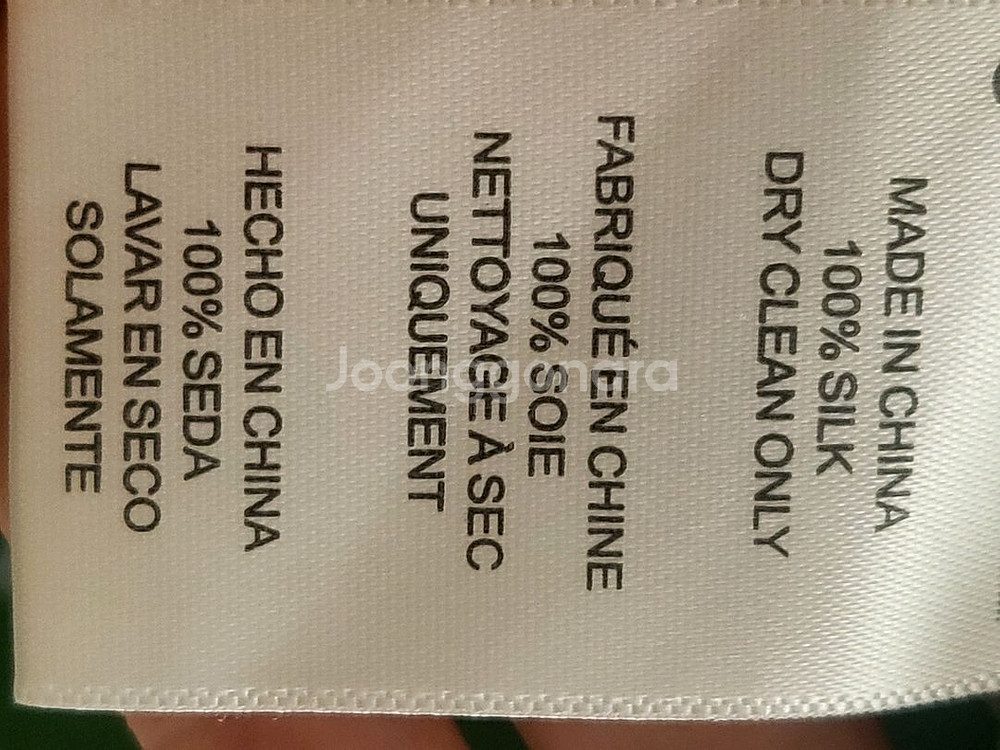 MADE IN CHINA
100% SILK
DRY CLEAN ONLY
FABRIQUÉ EN CHINE
100% SOIE
NETTOYAGE À SEC
UNIQUEMENT
HECHO EN CHINA
100% SEDA
LAVAR EN SECO
SOLAMENTE
Joonggonara